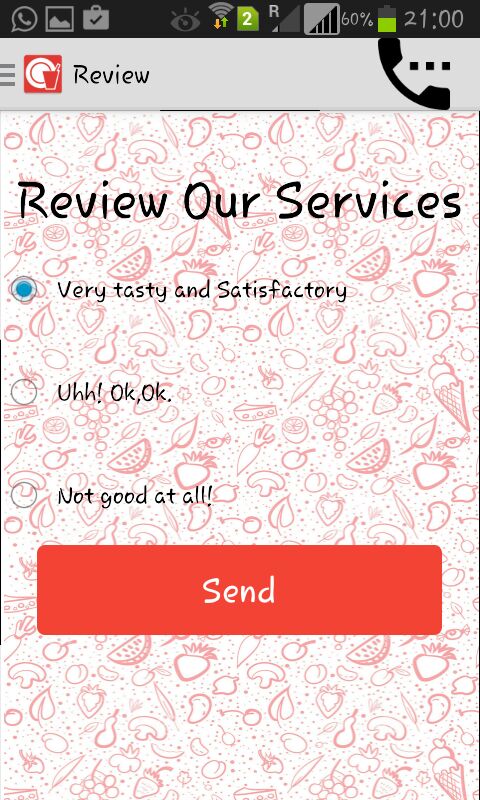 2 R 60% 21:00
Review
Review Our Services
Very tasty and Satisfactory
Uhh! Ok,Ok.
Not good at all!
Send